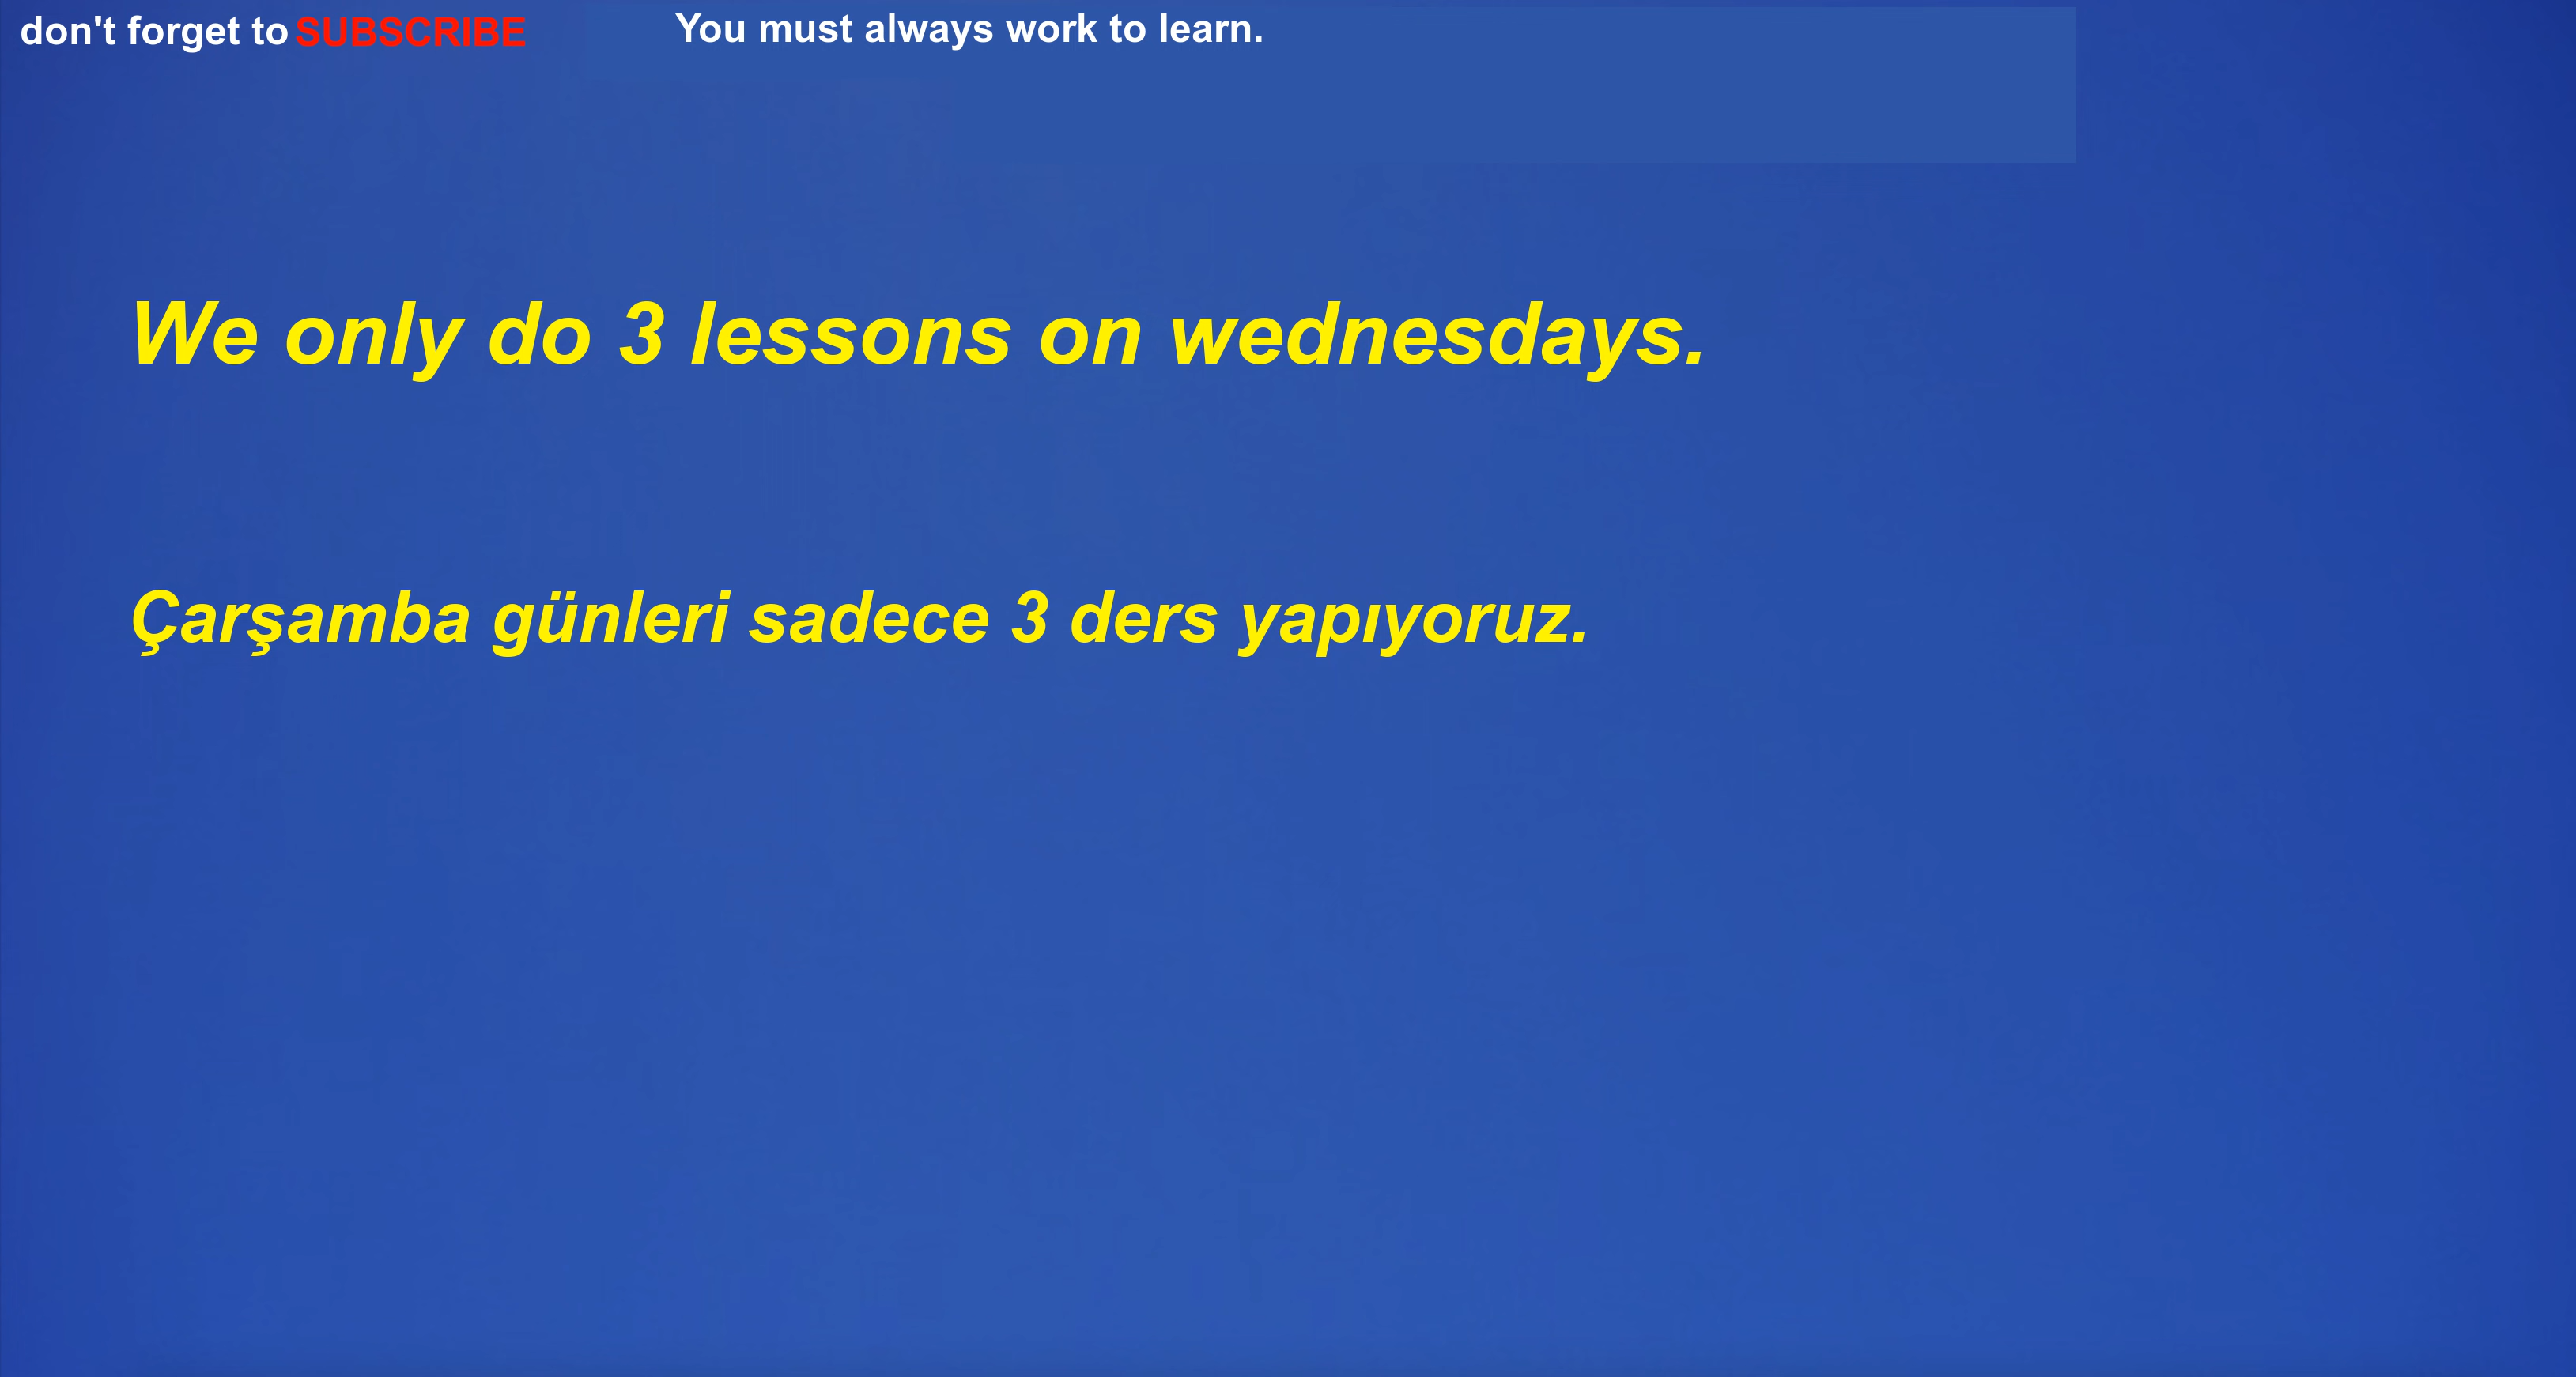 don't forget to SUBSCRIBE You must always work to learn.
We only do 3 lessons on wednesdays.
Çarşamba günleri sadece 3 ders yapıyoruz.